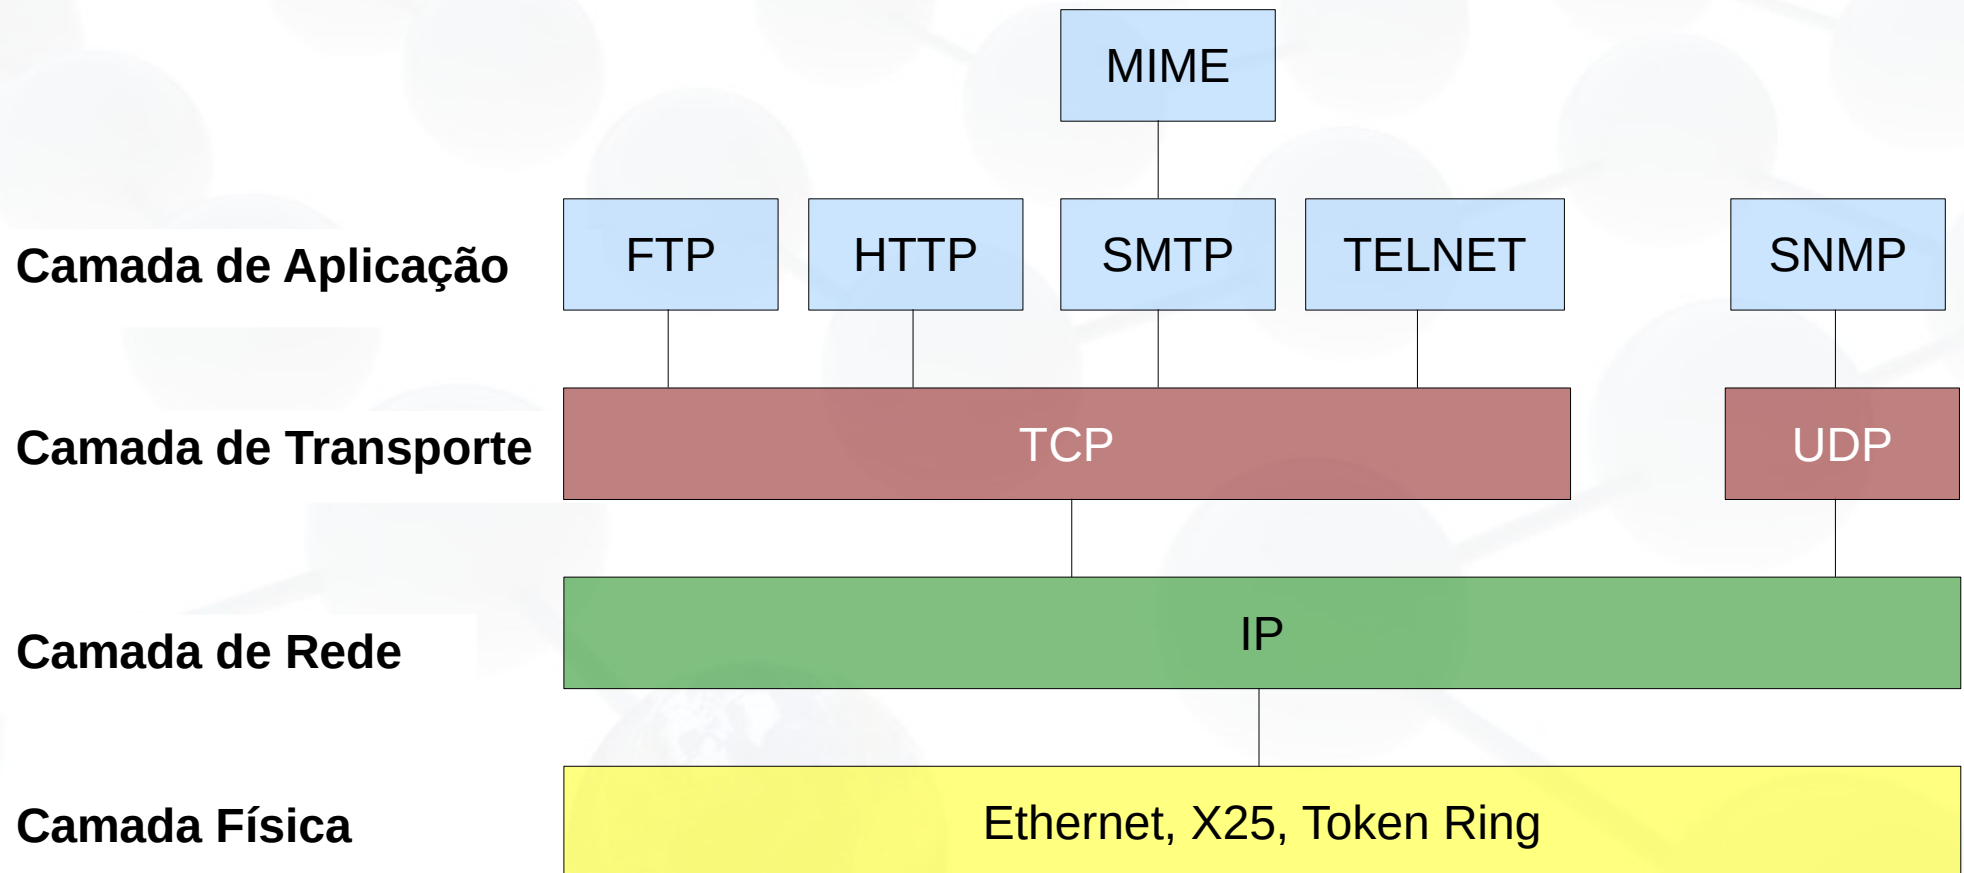 MIME
Camada de Aplicação
FTP
HTTP
SMTP
TELNET
SNMP
Camada de Transporte
TCP
UDP
Camada de Rede
IP
Camada Física
Ethernet, X25, Token Ring